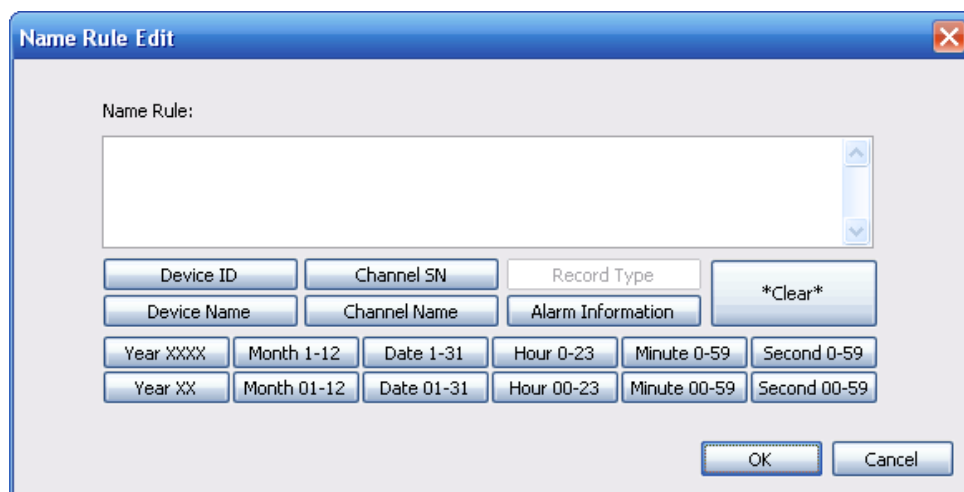 Name Rule Edit
Name Rule:
Device ID Channel SN Record Type *Clear*
Device Name Channel Name Alarm Information
Year XXXX Month 1-12 Date 1-31 Hour 0-23 Minute 0-59 Second 0-59
Year XX Month 01-12 Date 01-31 Hour 00-23 Minute 00-59 Second 00-59
OK Cancel